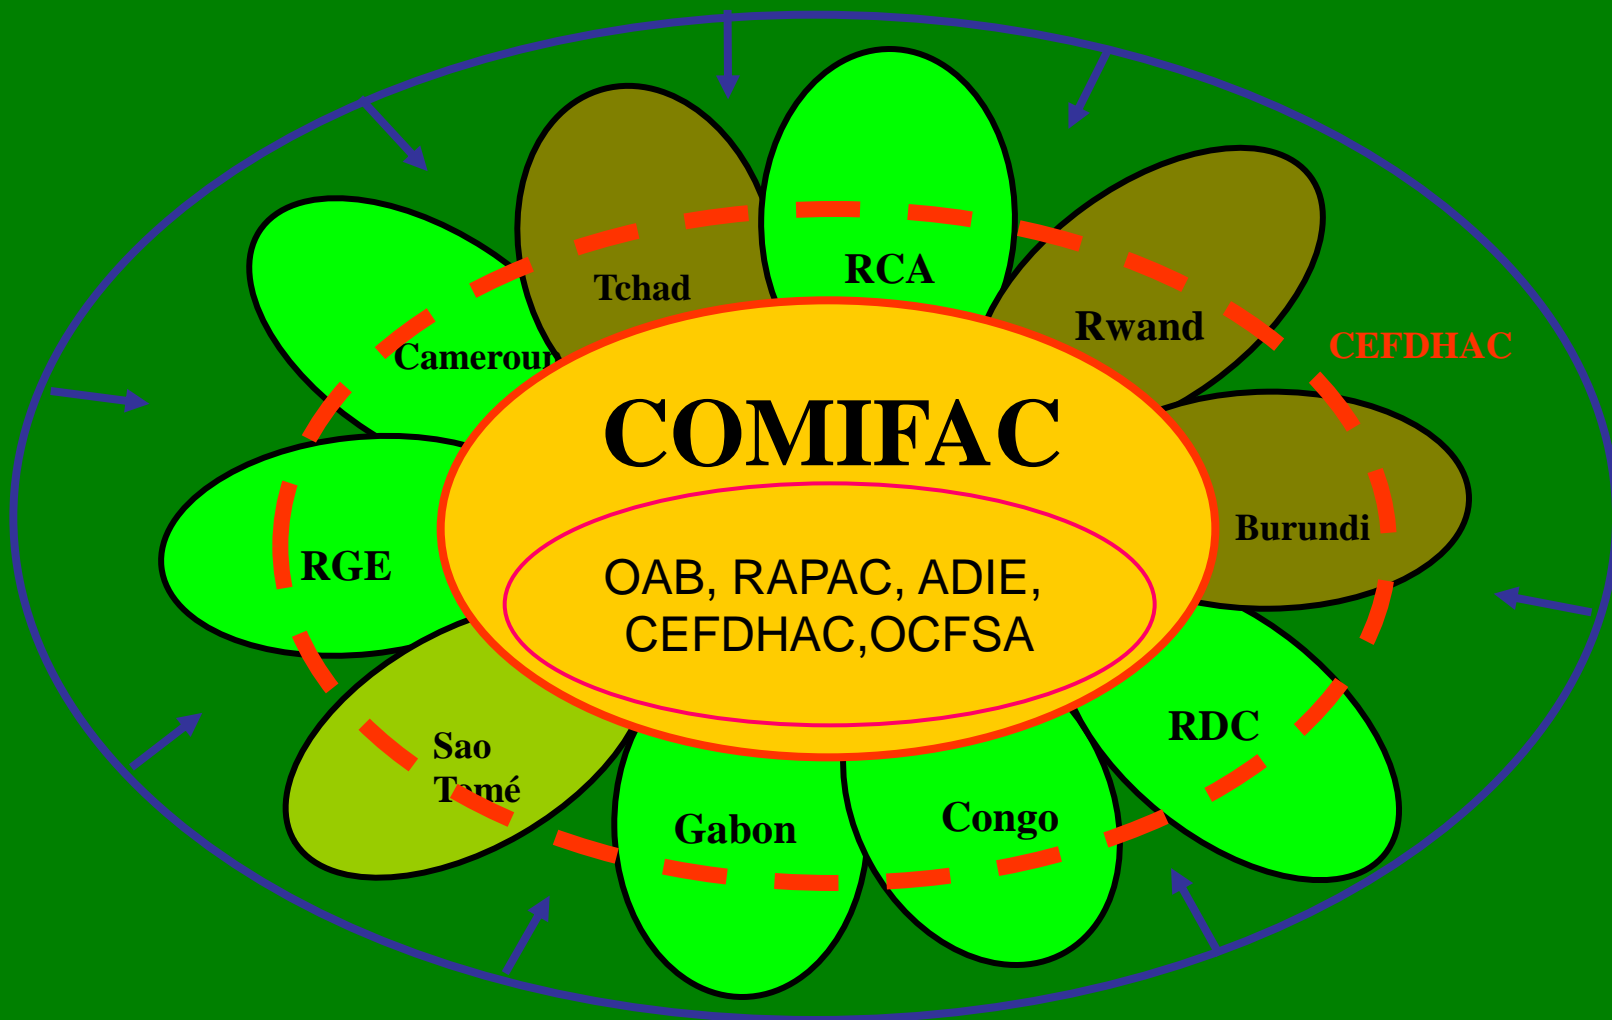 RCA
Tchad
Rwand
CEFDHAC
Cameroun
COMIFAC
Burundi
RGE
OAB, RAPAC, ADIE,
CEFDHAC,OCFSA
RDC
Sao
Tomé
Gabon
Congo